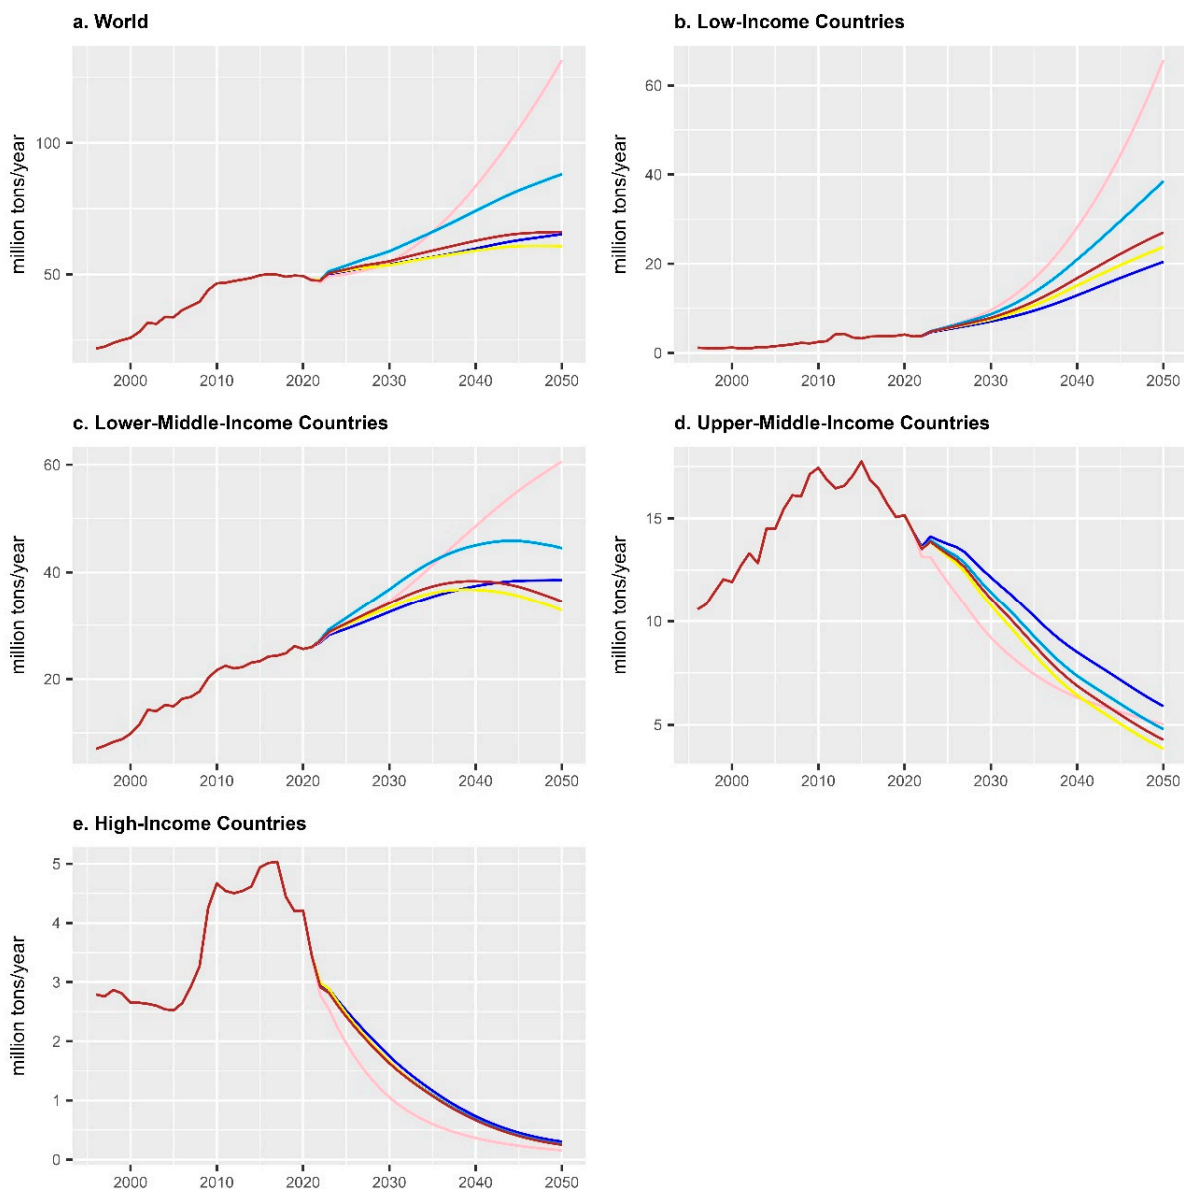 a. World
million tons/year
100
50
2000 2010 2020 2030 2040 2050
b. Low-Income Countries
million tons/year
60
40
20
0
2000 2010 2020 2030 2040 2050
c. Lower-Middle-Income Countries
million tons/year
60
40
20
2000 2010 2020 2030 2040 2050
d. Upper-Middle-Income Countries
million tons/year
15
10
5
2000 2010 2020 2030 2040 2050
e. High-Income Countries
million tons/year
5
4
3
2
1
0
2000 2010 2020 2030 2040 2050